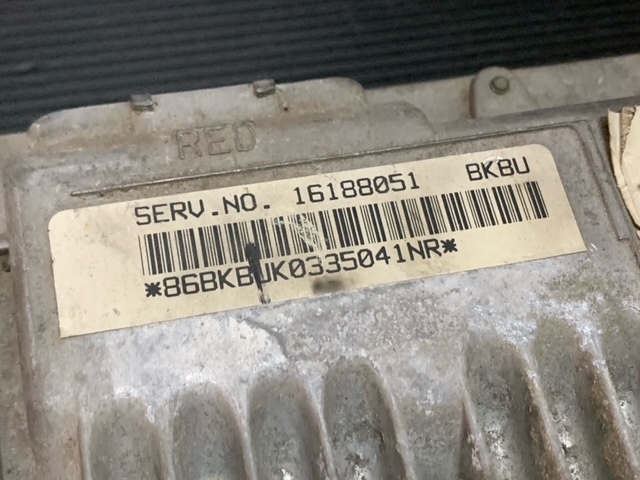 RED
SERV.NO. 16188051 BKBU
*86BKBUK0335041NR*